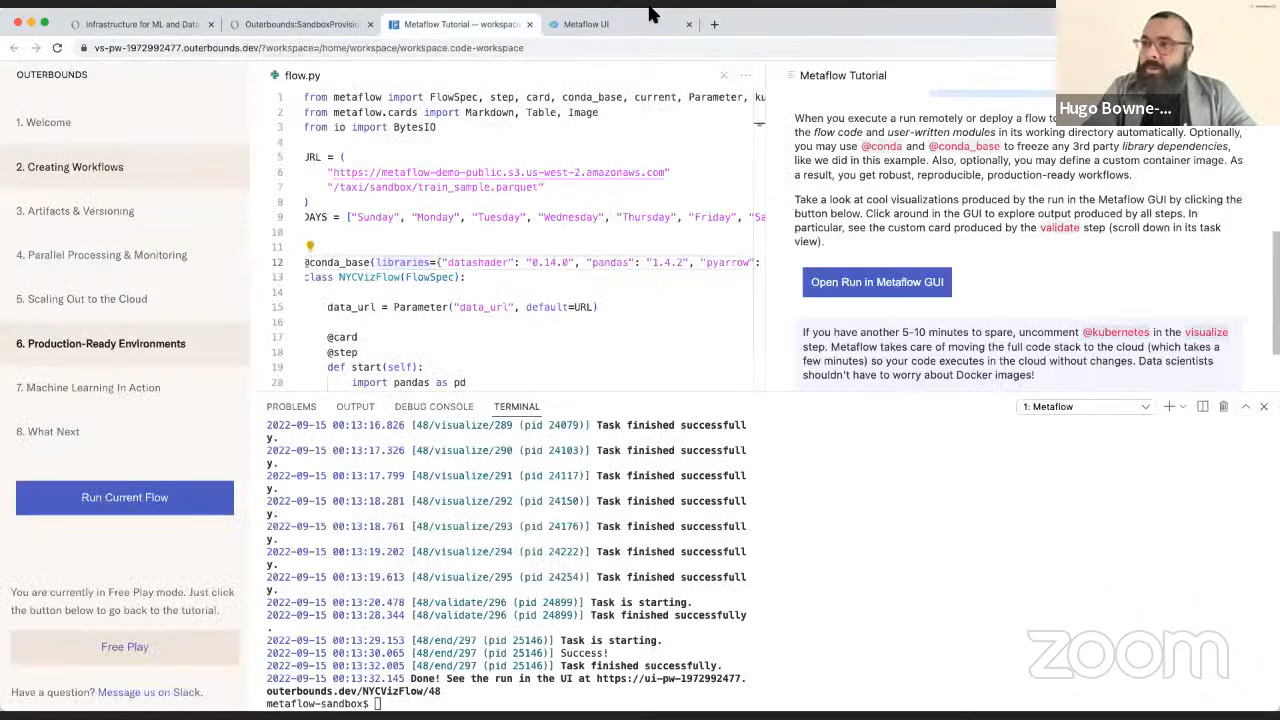 Infrastructure for ML and Data
Outerbounds:SandboxProvision
Metaflow Tutorial — workspace
Metaflow UI
vs-pw-1972992477.outerbounds.dev/?workspace=/home/workspace/workspace.code-workspace
Hugo Bowne-...
OUTERBOUNDS
1. Welcome
2. Creating Workflows
3. Artifacts & Versioning
4. Parallel Processing & Monitoring
5. Scaling Out to the Cloud
6. Production-Ready Environments
7. Machine Learning In Action
8. What Next
Run Current Flow
You are currently in Free Play mode. Just click
the button below to go back to the tutorial.
Free Play
Have a question? Message us on Slack.
flow.py
1 from metaflow import FlowSpec, step, card, conda_base, current, Parameter, ku
2 from metaflow.cards import Markdown, Table, Image
3 from io import BytesIO
4
5 URL = (
6 "https://metaflow-demo-public.s3.us-west-2.amazonaws.com"
7 "/taxi/sandbox/train_sample.parquet"
8 )
9 DAYS = ["Sunday", "Monday", "Tuesday", "Wednesday", "Thursday", "Friday", "Sa
10
11
12 @conda_base(libraries={"datashader": "0.14.0", "pandas": "1.4.2", "pyarrow":
13 class NYCVizFlow(FlowSpec):
14
15 data_url = Parameter("data_url", default=URL)
16
17 @card
18 @step
19 def start(self):
20 import pandas as pd
Metaflow Tutorial
When you execute a run remotely or deploy a flow to
the flow code and user-written modules in its working directory automatically. Optionally,
you may use @conda and @conda_base to freeze any 3rd party library dependencies,
like we did in this example. Also, optionally, you may define a custom container image. As
a result, you get robust, reproducible, production-ready workflows.
Take a look at cool visualizations produced by the run in the Metaflow GUI by clicking the
button below. Click around in the GUI to explore output produced by all steps. In
particular, see the custom card produced by the validate step (scroll down in its task
view).
Open Run in Metaflow GUI
If you have another 5-10 minutes to spare, uncomment @kubernetes in the visualize
step. Metaflow takes care of moving the full code stack to the cloud (which takes a
few minutes) so your code executes in the cloud without changes. Data scientists
shouldn't have to worry about Docker images!
PROBLEMS OUTPUT DEBUG CONSOLE TERMINAL
1: Metaflow
2022-09-15 00:13:16.826 [48/visualize/289 (pid 24079)] Task finished successfull
y.
2022-09-15 00:13:17.326 [48/visualize/290 (pid 24103)] Task finished successfull
y.
2022-09-15 00:13:17.799 [48/visualize/291 (pid 24117)] Task finished successfull
y.
2022-09-15 00:13:18.281 [48/visualize/292 (pid 24150)] Task finished successfull
y.
2022-09-15 00:13:18.761 [48/visualize/293 (pid 24176)] Task finished successfull
y.
2022-09-15 00:13:19.202 [48/visualize/294 (pid 24222)] Task finished successfull
y.
2022-09-15 00:13:19.613 [48/visualize/295 (pid 24254)] Task finished successfull
y.
2022-09-15 00:13:20.478 [48/validate/296 (pid 24899)] Task is starting.
2022-09-15 00:13:28.344 [48/validate/296 (pid 24899)] Task finished successfully
.
2022-09-15 00:13:29.153 [48/end/297 (pid 25146)] Task is starting.
2022-09-15 00:13:30.065 [48/end/297 (pid 25146)] Success!
2022-09-15 00:13:32.005 [48/end/297 (pid 25146)] Task finished successfully.
2022-09-15 00:13:32.145 Done! See the run in the UI at https://ui-pw-1972992477.
outerbounds.dev/NYCVizFlow/48
metaflow-sandbox$
zoom